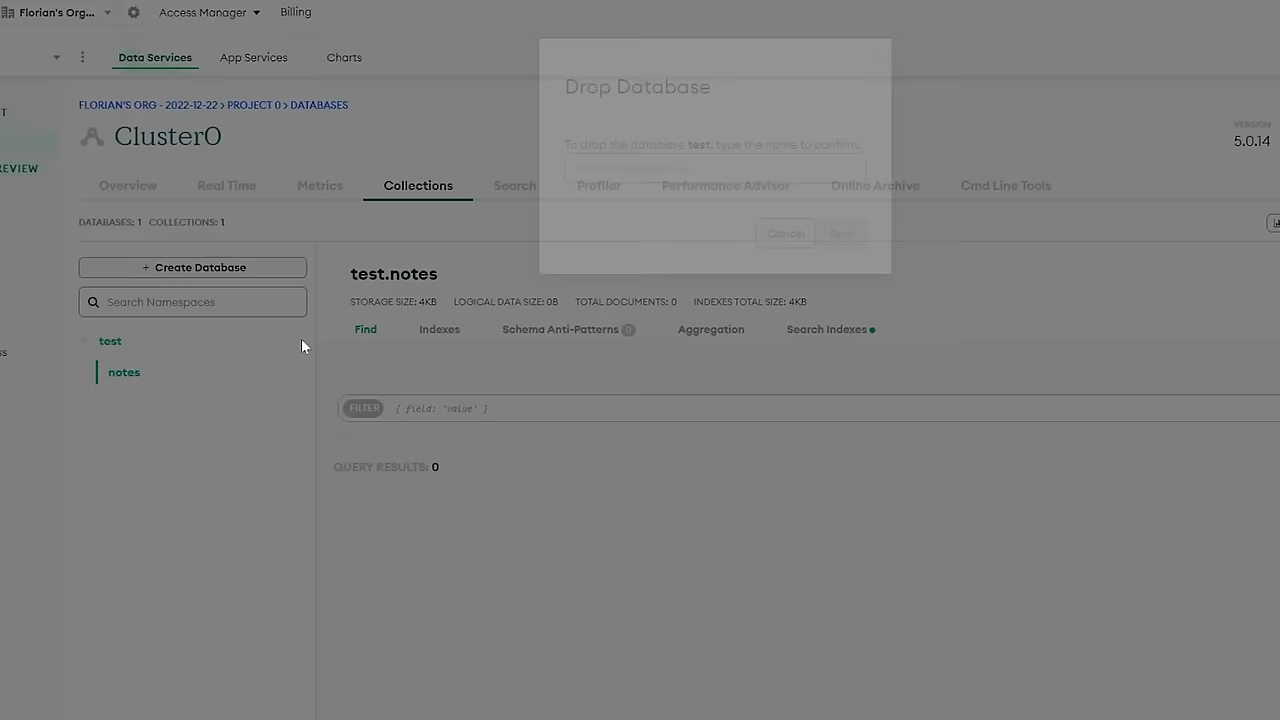 Florian's Org... Access Manager Billing
Data Services App Services Charts
Drop Database
FLORIAN'S ORG - 2022-12-22 > PROJECT 0 > DATABASES
T
VERSION
Cluster0
5.0.14
To drop the database test, type the name to confirm.
REVIEW
Overview Real Time Metrics Collections Search Profiler Performance Advisor Online Archive Cmd Line Tools
DATABASES: 1 COLLECTIONS: 1
Cancel Drop
+ Create Database
test.notes
Search Namespaces
STORAGE SIZE: 4KB LOGICAL DATA SIZE: 0B TOTAL DOCUMENTS: 0 INDEXES TOTAL SIZE: 4KB
Find Indexes Schema Anti-Patterns 0 Aggregation Search Indexes
test
ss
notes
FILTER { field: 'value' }
QUERY RESULTS: 0